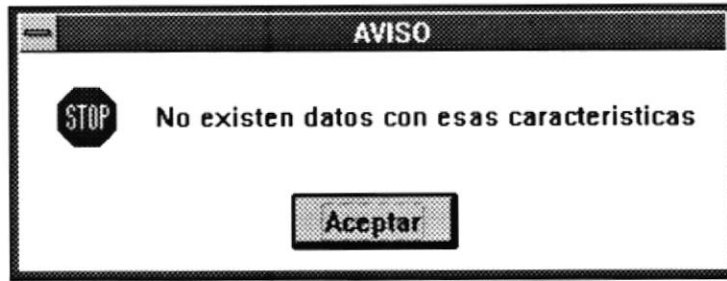 AVISO
STOP
No existen datos con esas caracteristicas
Aceptar